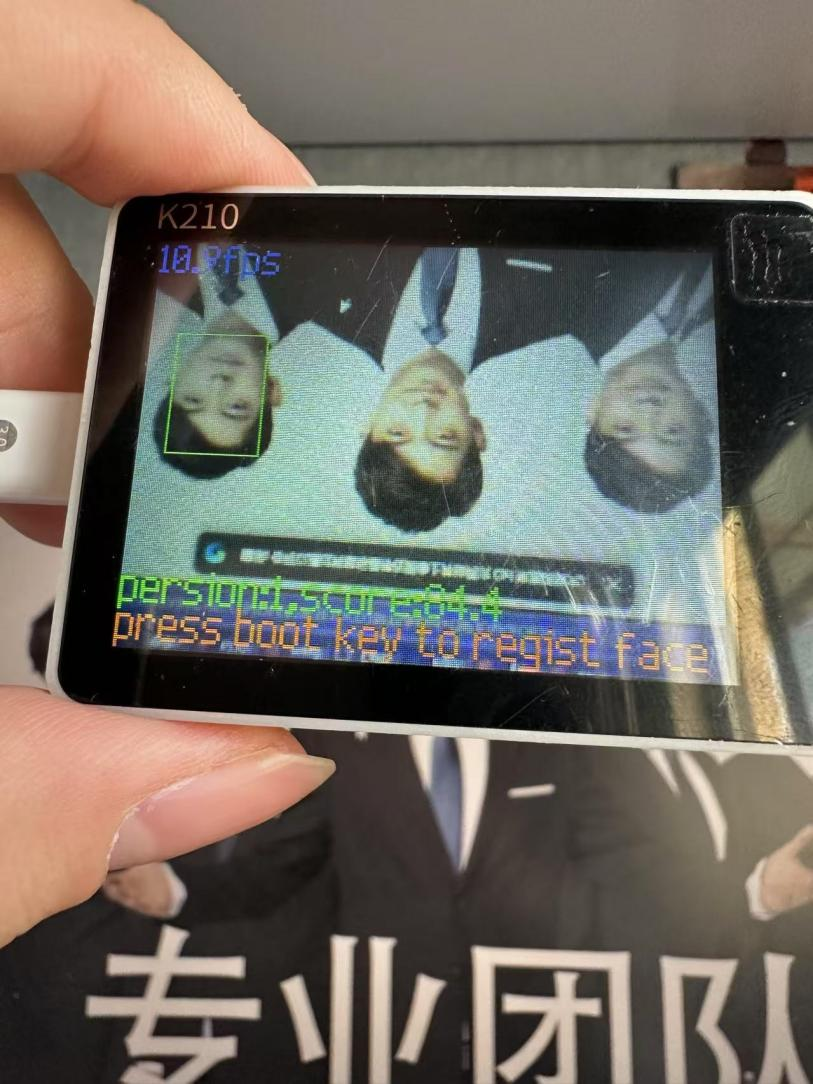 K210
10.9fps
persion:1,score:84.4
press boot key to regist face
专业团队